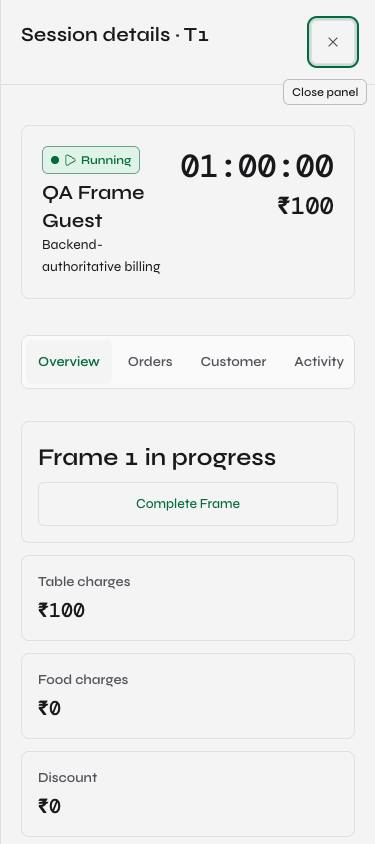 Session details · T1
Close panel
Running
01:00:00
QA Frame
Guest
₹100
Backend-
authoritative billing
Overview Orders Customer Activity
Frame 1 in progress
Complete Frame
Table charges
₹100
Food charges
₹0
Discount
₹0